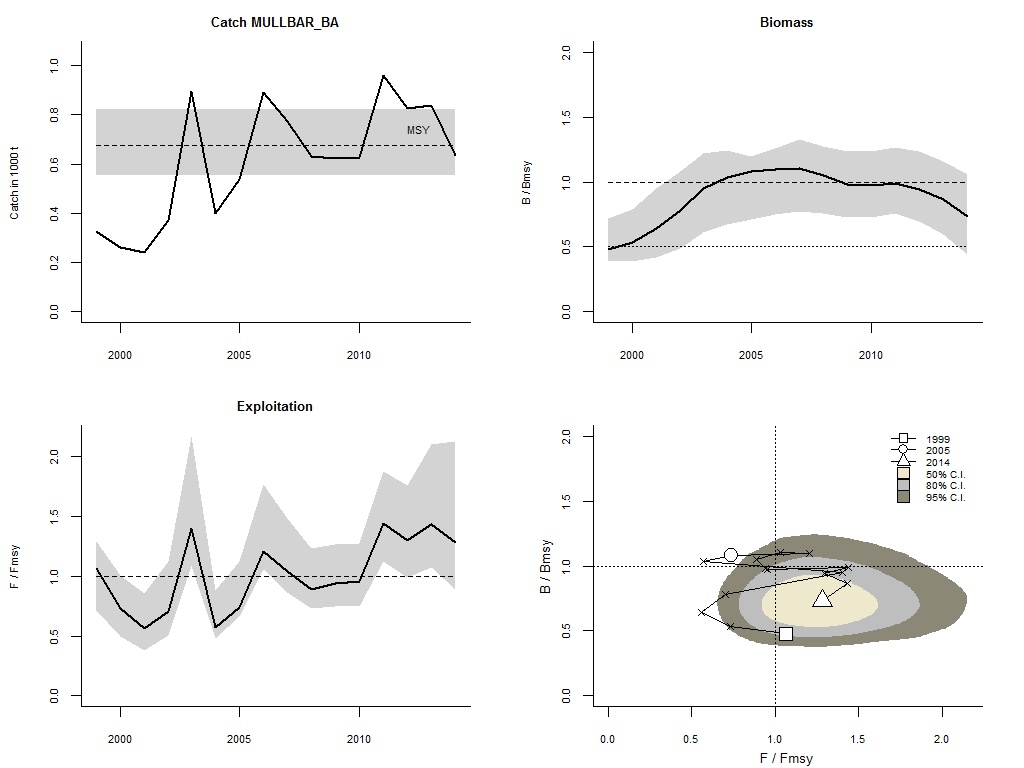 Catch MULLBAR_BA
Catch in 1000 t
0.0 0.2 0.4 0.6 0.8 1.0
MSY
2000 2005 2010
Biomass
B / Bmsy
0.0 0.5 1.0 1.5 2.0
2000 2005 2010
Exploitation
F / Fmsy
0.0 0.5 1.0 1.5 2.0
2000 2005 2010
B / Bmsy
0.0 0.5 1.0 1.5 2.0
1999
2005
2014
50% C.I.
80% C.I.
95% C.I.
0.0 0.5 1.0 1.5 2.0
F / Fmsy